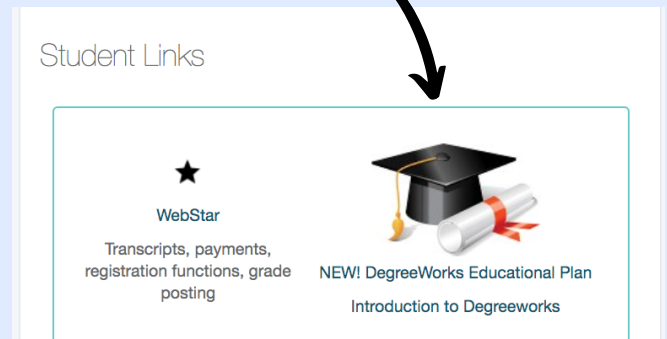 Student Links
WebStar
Transcripts, payments,
registration functions, grade
posting
NEW! DegreeWorks Educational Plan
Introduction to Degreeworks